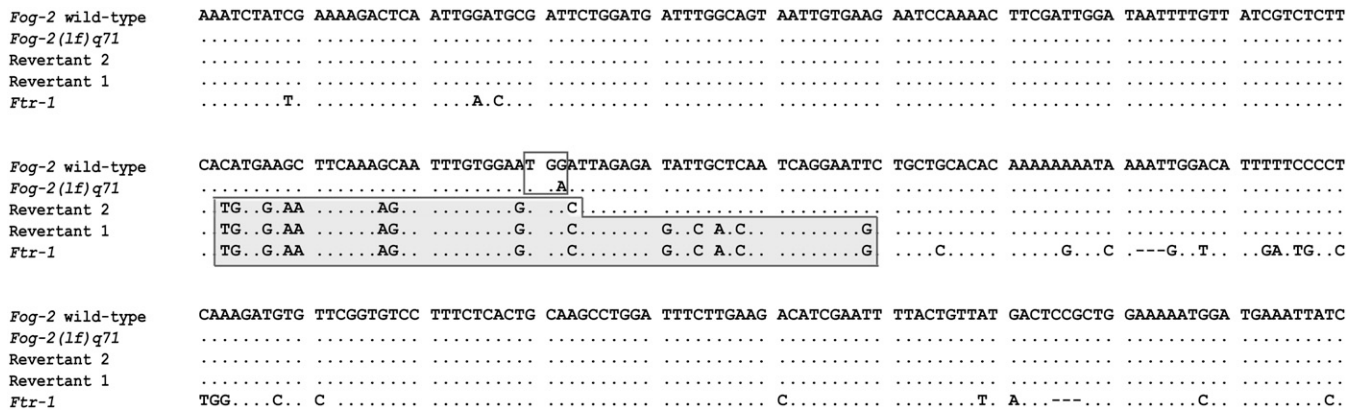 Fog-2 wild-type AAATCTATCG AAAAGACTCA ATTGGATGCG ATTCTGGATG ATTTGGCAGT AATTGTGAAG AATCCAAAAC TTCGATTGGA TAATTTTGTT ATCGTCTCTT
Fog-2(lf)q71 .......... .......... .......... .......... .......... .......... .......... .......... .......... ..........
Revertant 2 .......... .......... .......... .......... .......... .......... .......... .......... .......... ..........
Revertant 1 .......... .......... .......... .......... .......... .......... .......... .......... .......... ..........
Ftr-1 ........T. .......... .....A.C.. .......... .......... .......... .......... .......... .......... ..........
Fog-2 wild-type CACATGAAGC TTCAAAGCAA TTTGTGGAAT GGATTAGAGA TATTGCTCAA TCAGGAATTC TGCTGCACAC AAAAAAAATA AAATTGGACA TTTTTCCCCT
Fog-2(lf)q71 .......... .......... .......... ..A....... .......... .......... .......... .......... .......... ..........
Revertant 2 ..TG..G.AA .......AG. ........G. ...C...... .......... .......... .......... .......... .......... ..........
Revertant 1 ..TG..G.AA .......AG. ........G. ...C...... .G..C.A.C. ........G. .......... .......... .......... ..........
Ftr-1 ..TG..G.AA .......AG. ........G. ...C...... .G..C.A.C. ........G. ....C..... ....G...C. .---G..T.. ..GA.TG..C
Fog-2 wild-type CAAAGATGTG TTCGGTGTCC TTTCTCACTG CAAGCCTGGA TTTCTTGAAG ACATCGAATT TTACTGTTAT GACTCCGCTG GAAAAATGGA TGAAATTATC
Fog-2(lf)q71 .......... .......... .......... .......... .......... .......... .......... .......... .......... ..........
Revertant 2 .......... .......... .......... .......... .......... .......... .......... .......... .......... ..........
Revertant 1 .......... .......... .......... .......... .......... .......... .......... .......... .......... ..........
Ftr-1 TGG....C.. C......... .......... .......... .......... C......... ........T. A...---... ......C... .......C.